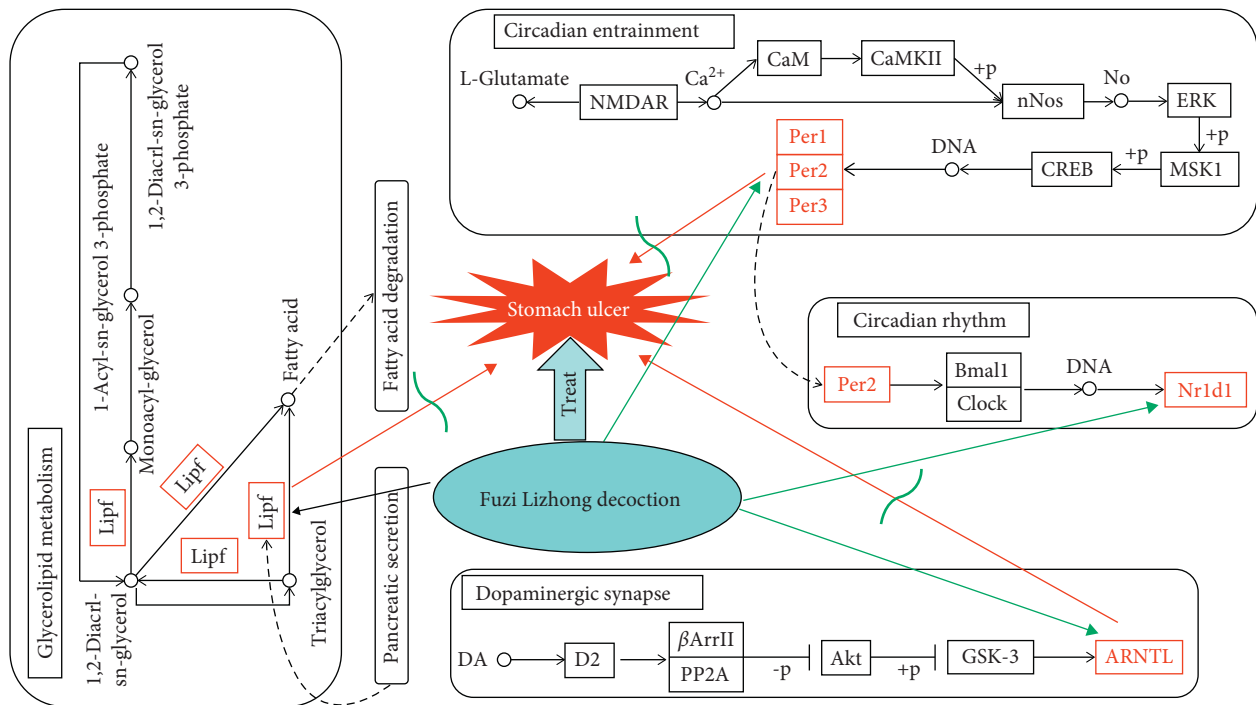 Glycerolipid metabolism
1-Acyl-sn-glycerol 3-phosphate
1,2-Diacrl-sn-glycerol
3-phosphate
Monoacyl-glycerol
Fatty acid
Lipf
Lipf
Lipf
Lipf
1,2-Diacrl-
sn-glycerol
Triacylglycerol
Fatty acid degradation
Pancreatic secretion
Circadian entrainment
L-Glutamate
NMDAR
Ca2+
CaM
CaMKII
+p
nNos
No
ERK
+p
MSK1
+p
CREB
DNA
Per1
Per2
Per3
Stomach ulcer
Treat
Fuzi Lizhong decoction
Circadian rhythm
Per2
Bmal1
Clock
DNA
Nr1d1
Dopaminergic synapse
DA
D2
βArrII
PP2A
-p
Akt
+p
GSK-3
ARNTL